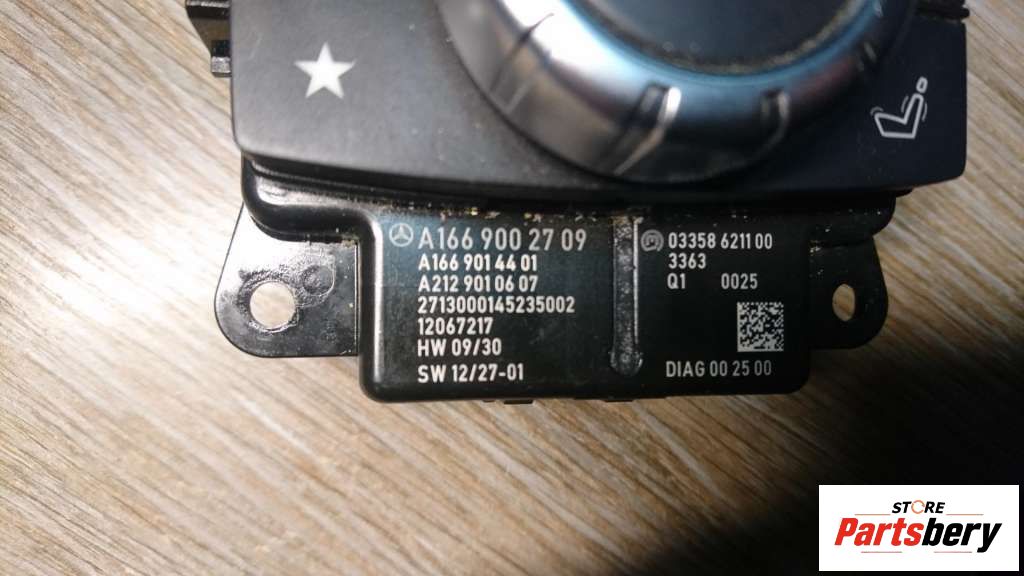 A166 900 27 09
A166 901 44 01
A212 901 06 07
2713000145235002
12067217
HW 09/30
SW 12/27-01
03358 6211 00
3363
Q1 0025
DIAG 00 25 00
STORE
Partsbery